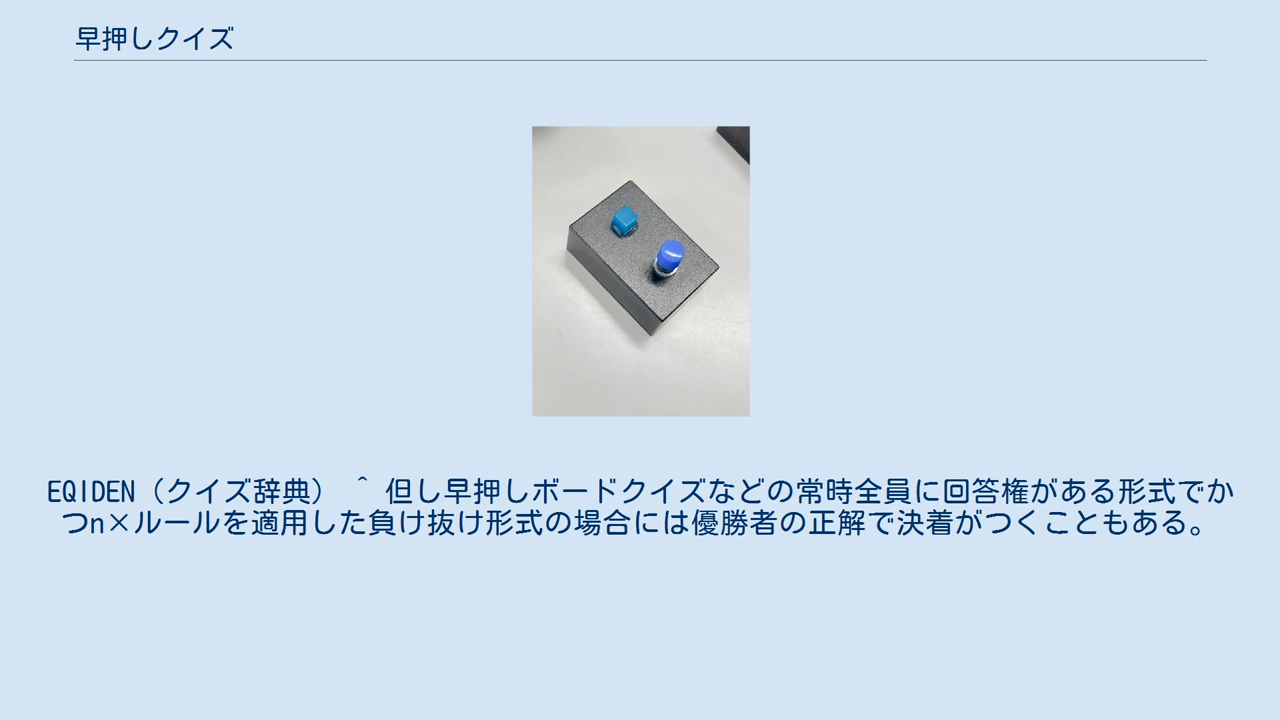 早押しクイズ
EQIDEN（クイズ辞典） ＾ 但し早押しボードクイズなどの常時全員に回答権がある形式でか
つn×ルールを適用した負け抜け形式の場合には優勝者の正解で決着がつくこともある。